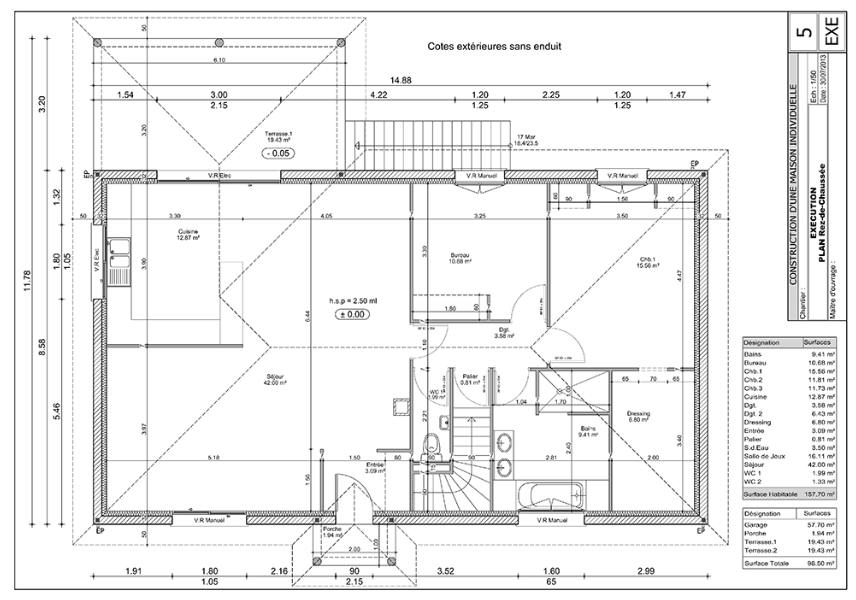 Cotes extérieures sans enduit
5
EXE
CONSTRUCTION D'UNE MAISON INDIVIDUELLE
Ech : 1/50
Date : 30/07/2013
EXECUTION
PLAN Rez-de-Chaussée
Chantier :
Maitre d'ouvrage :
50
6.10
14.88
1.54 3.00 4.22 1.20 2.25 1.20 1.47
2.15 1.25 1.25
3.20
3.20
Terrasse.1
19.43 m²
- 0.05
17 Mar
18.4/23.5
EP V.R Elec V.R Manuel V.R Manuel EP
1.32
60 90 1.56 90
50 3.30 4.05 3.25 3.50 50
Cuisine
12.87 m²
V.R Elec
1.80
1.05
11.78
3.90
3.30
Bureau
10.68 m²
Chb.1
15.56 m²
4.47
h.s.p = 2.50 ml
± 0.00
1.80 60
6.44
Dgt.
3.58 m²
1.10
8.58
Séjour
42.00 m²
WC
1.99 m²
Palier
0.81 m²
65 70 65
1.04 1.70
5.46
3.97
2.21
Dressing
6.80 m²
Bains
9.41 m²
2.40
3.40
5.18 1.50 60 60 90 2.81 2.00
Entrée
3.09 m²
1.56
90
EP V.R Manuel V.R Manuel EP
50
Porche
1.94 m²
2.00
1.00
1.91 1.80 2.16 90 3.52 1.60 2.99
1.05 2.15 65
Désignation Surfaces
Bains 9.41 m²
Bureau 10.68 m²
Chb.1 15.56 m²
Chb.2 11.81 m²
Chb.3 11.73 m²
Cuisine 12.87 m²
Dgt. 3.58 m²
Dgt. 2 6.43 m²
Dressing 6.80 m²
Entrée 3.09 m²
Palier 0.81 m²
S.d.Eau 3.50 m²
Salle de Jeux 16.11 m²
Séjour 42.00 m²
WC 1 1.99 m²
WC 2 1.33 m²
Surface Habitable 157.70 m²
Désignation Surfaces
Garage 57.70 m²
Porche 1.94 m²
Terrasse.1 19.43 m²
Terrasse.2 19.43 m²
Surface Totale 98.50 m²